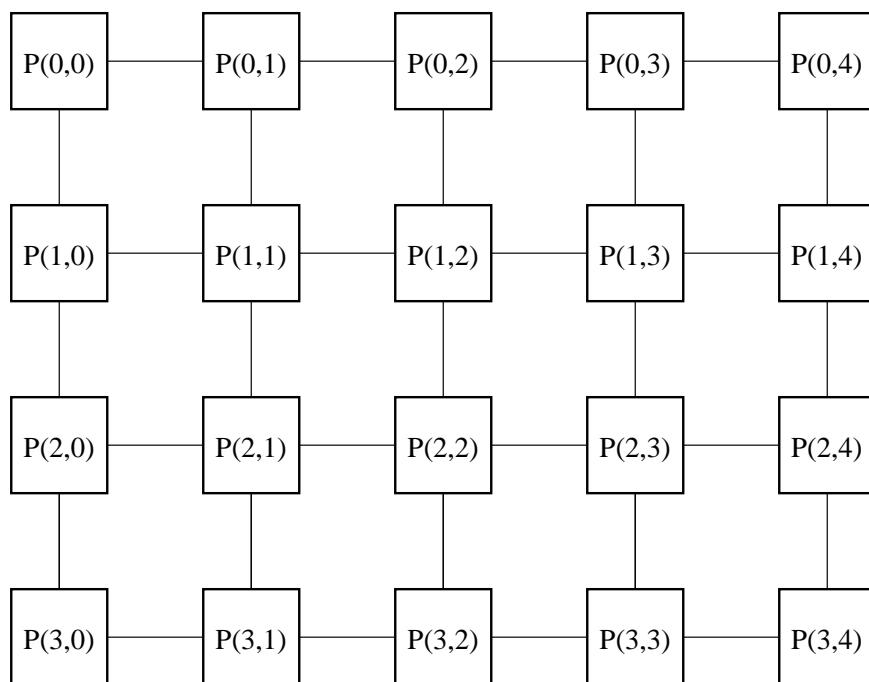 P(0,0) P(0,1) P(0,2) P(0,3) P(0,4)
P(1,0) P(1,1) P(1,2) P(1,3) P(1,4)
P(2,0) P(2,1) P(2,2) P(2,3) P(2,4)
P(3,0) P(3,1) P(3,2) P(3,3) P(3,4)